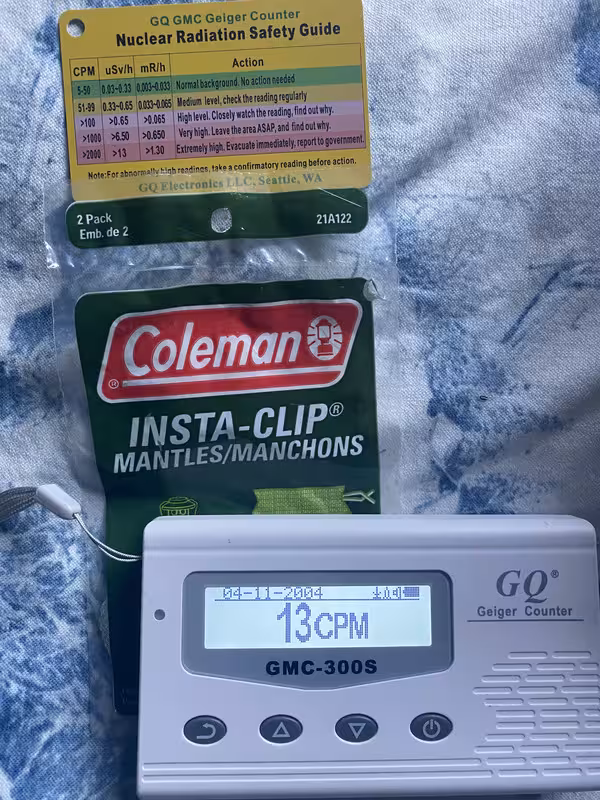 GQ GMC Geiger Counter
Nuclear Radiation Safety Guide
CPM uSv/h mR/h Action
5-50 0.03-0.33 0.003-0.033 Normal background. No action needed
51-99 0.33-0.65 0.033-0.065 Medium level, check the reading regularly
>100 >0.65 >0.065 High level. Closely watch the reading, find out why.
>1000 >6.50 >0.650 Very high. Leave the area ASAP, and find out why.
>2000 >13 >1.30 Extremely high. Evacuate immediately, report to government.
Note:For abnormally high readings, take a confirmatory reading before action.
GQ Electronics LLC, Seattle, WA
2 Pack
Emb. de 2
21A122
Coleman
®
INSTA-CLIP®
MANTLES/MANCHONS
04-11-2004
13CPM
GMC-300S
GQ®
Geiger Counter